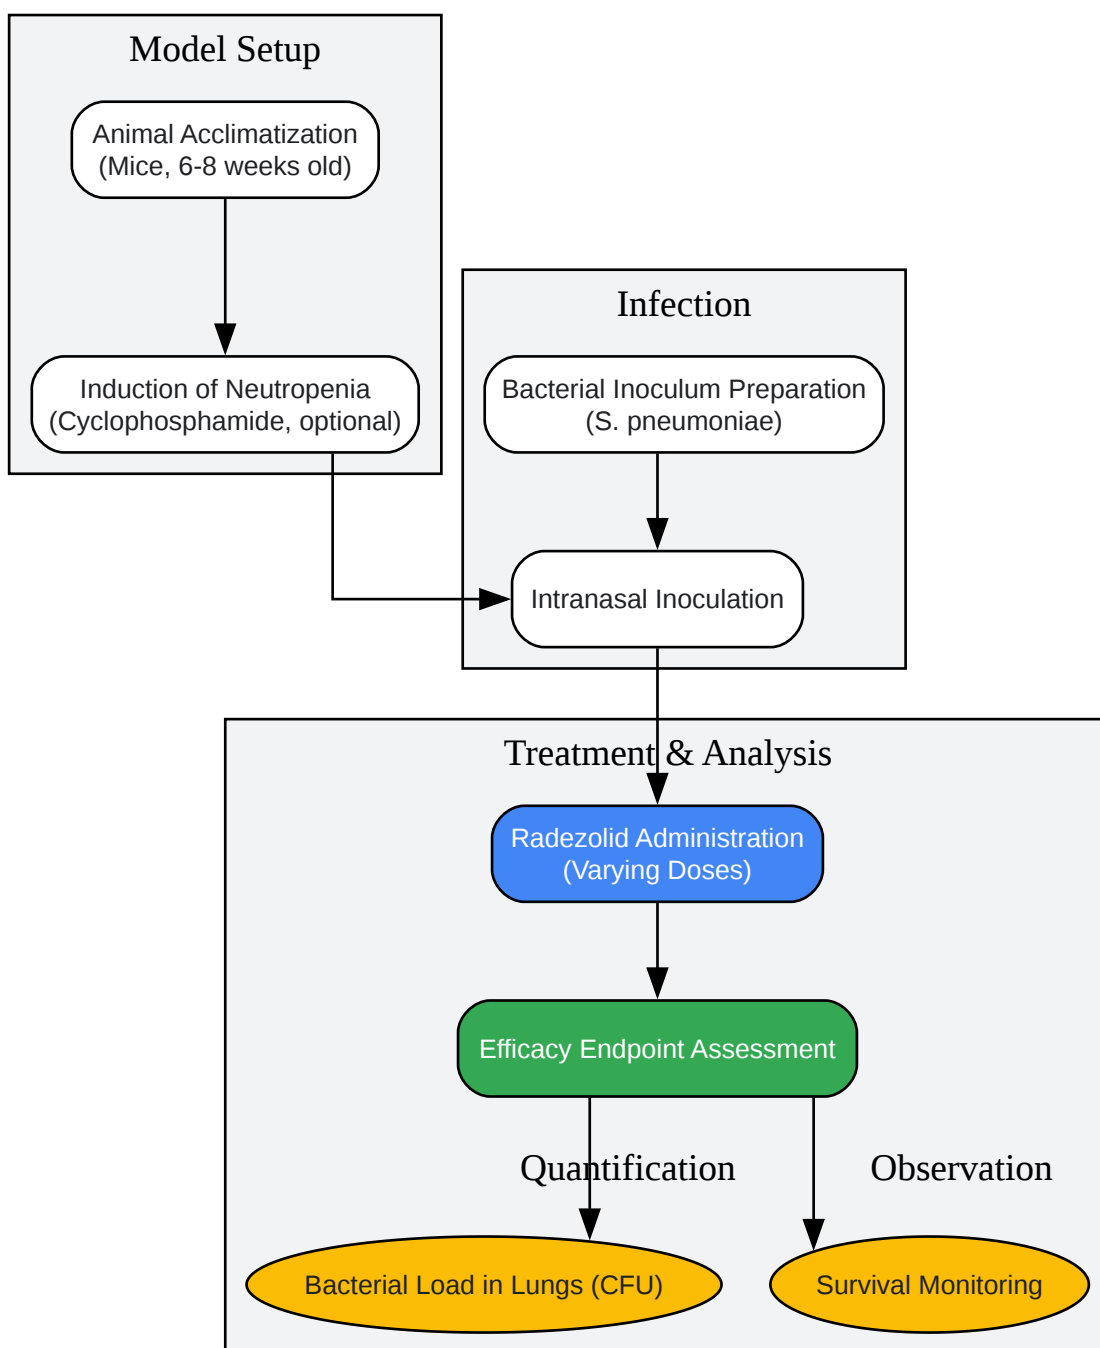 Model Setup
Animal Acclimatization
(Mice, 6-8 weeks old)
Induction of Neutropenia
(Cyclophosphamide, optional)
Infection
Bacterial Inoculum Preparation
(S. pneumoniae)
Intranasal Inoculation
Treatment & Analysis
Radezolid Administration
(Varying Doses)
Efficacy Endpoint Assessment
Quantification
Observation
Bacterial Load in Lungs (CFU)
Survival Monitoring